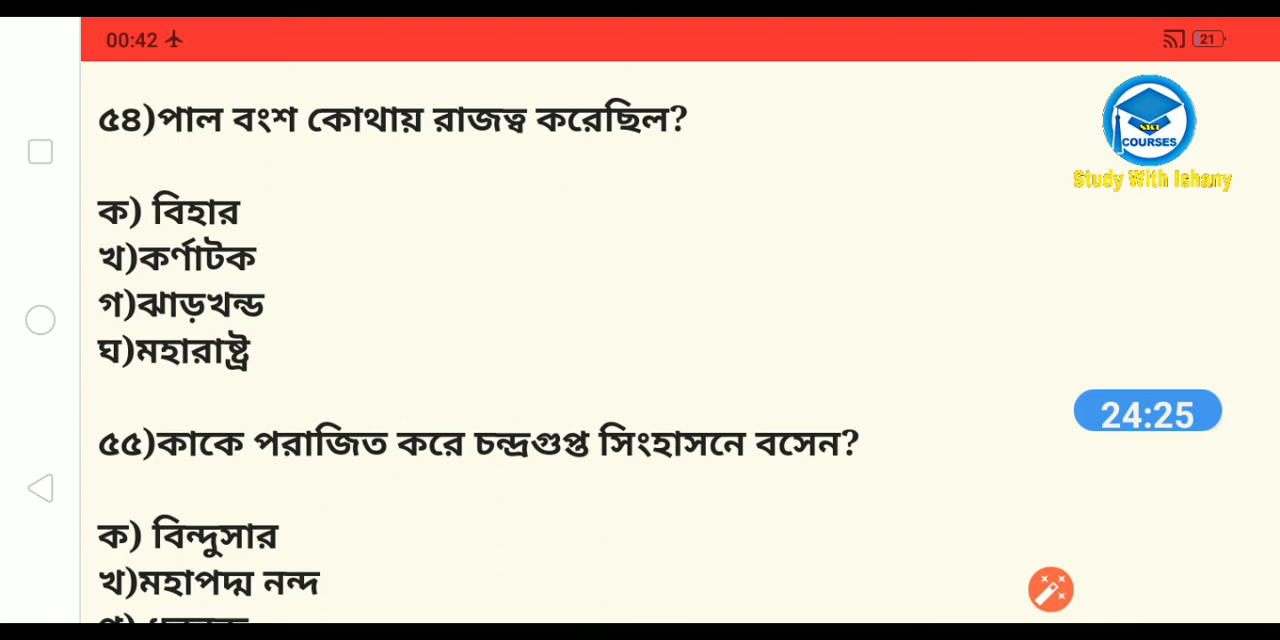 00:42
21
৫৪)পাল বংশ কোথায় রাজত্ব করেছিল?
COURSES
Study With Ishany
ক) বিহার
খ)কর্ণাটক
গ)ঝাড়খন্ড
ঘ)মহারাষ্ট্র
24:25
৫৫)কাকে পরাজিত করে চন্দ্রগুপ্ত সিংহাসনে বসেন?
ক) বিন্দুসার
খ)মহাপদ্ম নন্দ